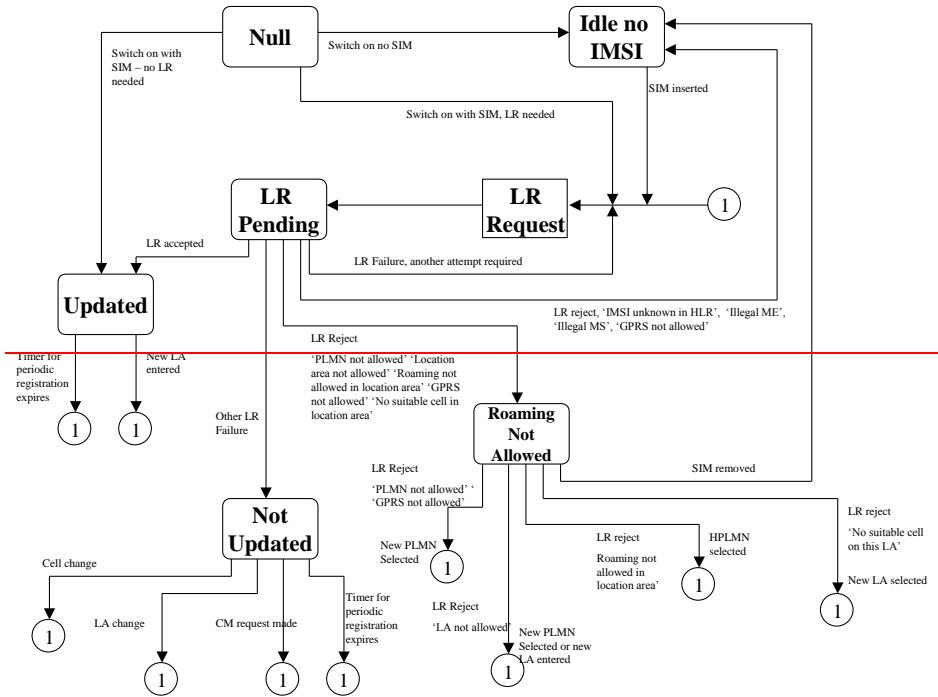 Null
Idle no
IMSI
Switch on no SIM
Switch on with
SIM – no LR
needed
SIM inserted
Switch on with SIM, LR needed
LR
Pending
LR
Request
1
LR accepted
LR Failure, another attempt required
Updated
LR reject, ‘IMSI unknown in HLR’, ‘Illegal ME’,
‘Illegal MS’, ‘GPRS not allowed’
LR Reject
‘PLMN not allowed’ ‘Location
area not allowed’ ‘Roaming not
allowed in location area’ ‘GPRS
not allowed’ ‘No suitable cell in
location area’
Timer for
periodic
registration
expires
New LA
entered
1
1
Other LR
Failure
Roaming
Not
Allowed
SIM removed
LR Reject
‘PLMN not allowed’ ‘
‘GPRS not allowed’
New PLMN
Selected
1
Not
Updated
LR reject
Roaming not
allowed in
location area’
HPLMN
selected
1
LR reject
‘No suitable cell
on this LA’
New LA selected
1
Cell change
1
LA change
1
CM request made
1
Timer for
periodic
registration
expires
1
LR Reject
‘LA not allowed’
New PLMN
Selected or new
LA entered
1